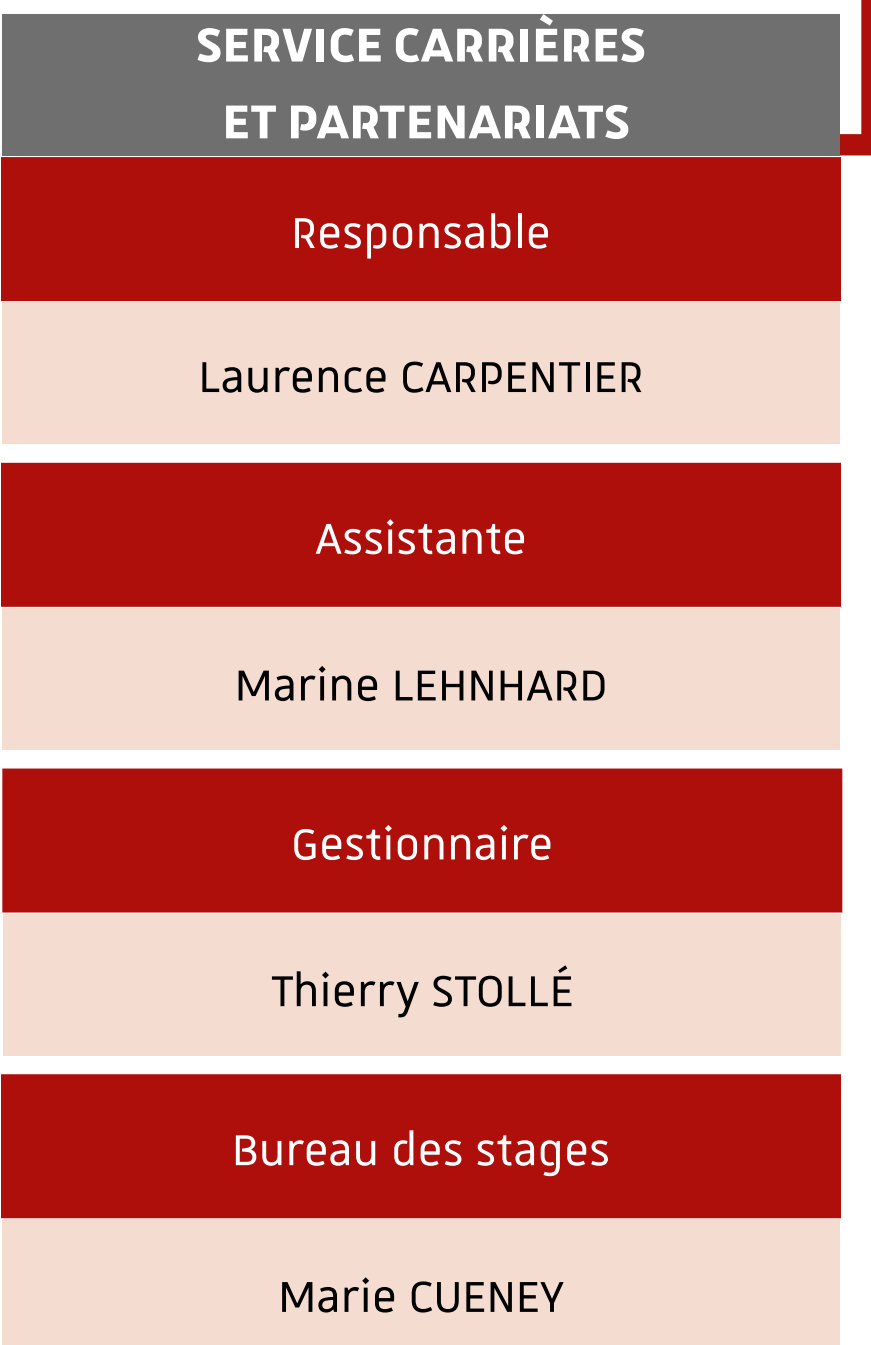 SERVICE CARRIÈRES
ET PARTENARIATS
Responsable
Laurence CARPENTIER
Assistante
Marine LEHNHARD
Gestionnaire
Thierry STOLLÉ
Bureau des stages
Marie CUENEY